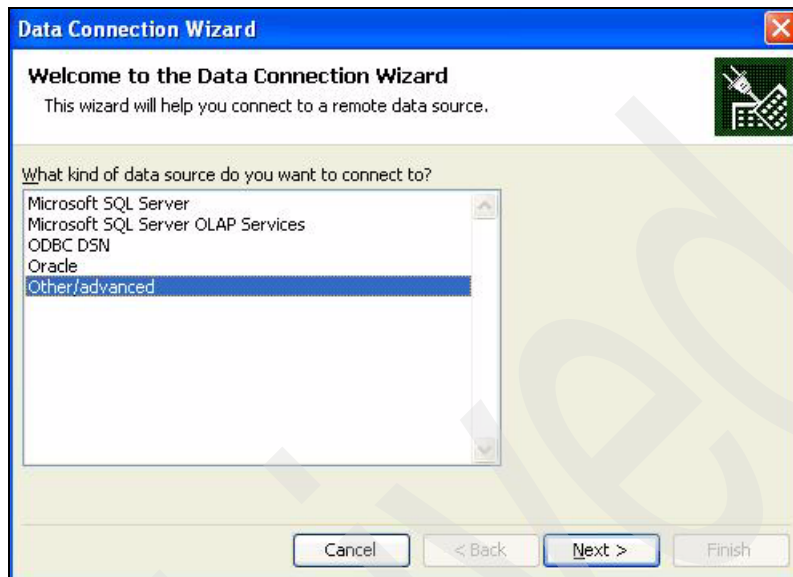 Data Connection Wizard
Welcome to the Data Connection Wizard
This wizard will help you connect to a remote data source.
What kind of data source do you want to connect to?
Microsoft SQL Server
Microsoft SQL Server OLAP Services
ODBC DSN
Oracle
Other/advanced
Cancel
< Back
Next >
Finish